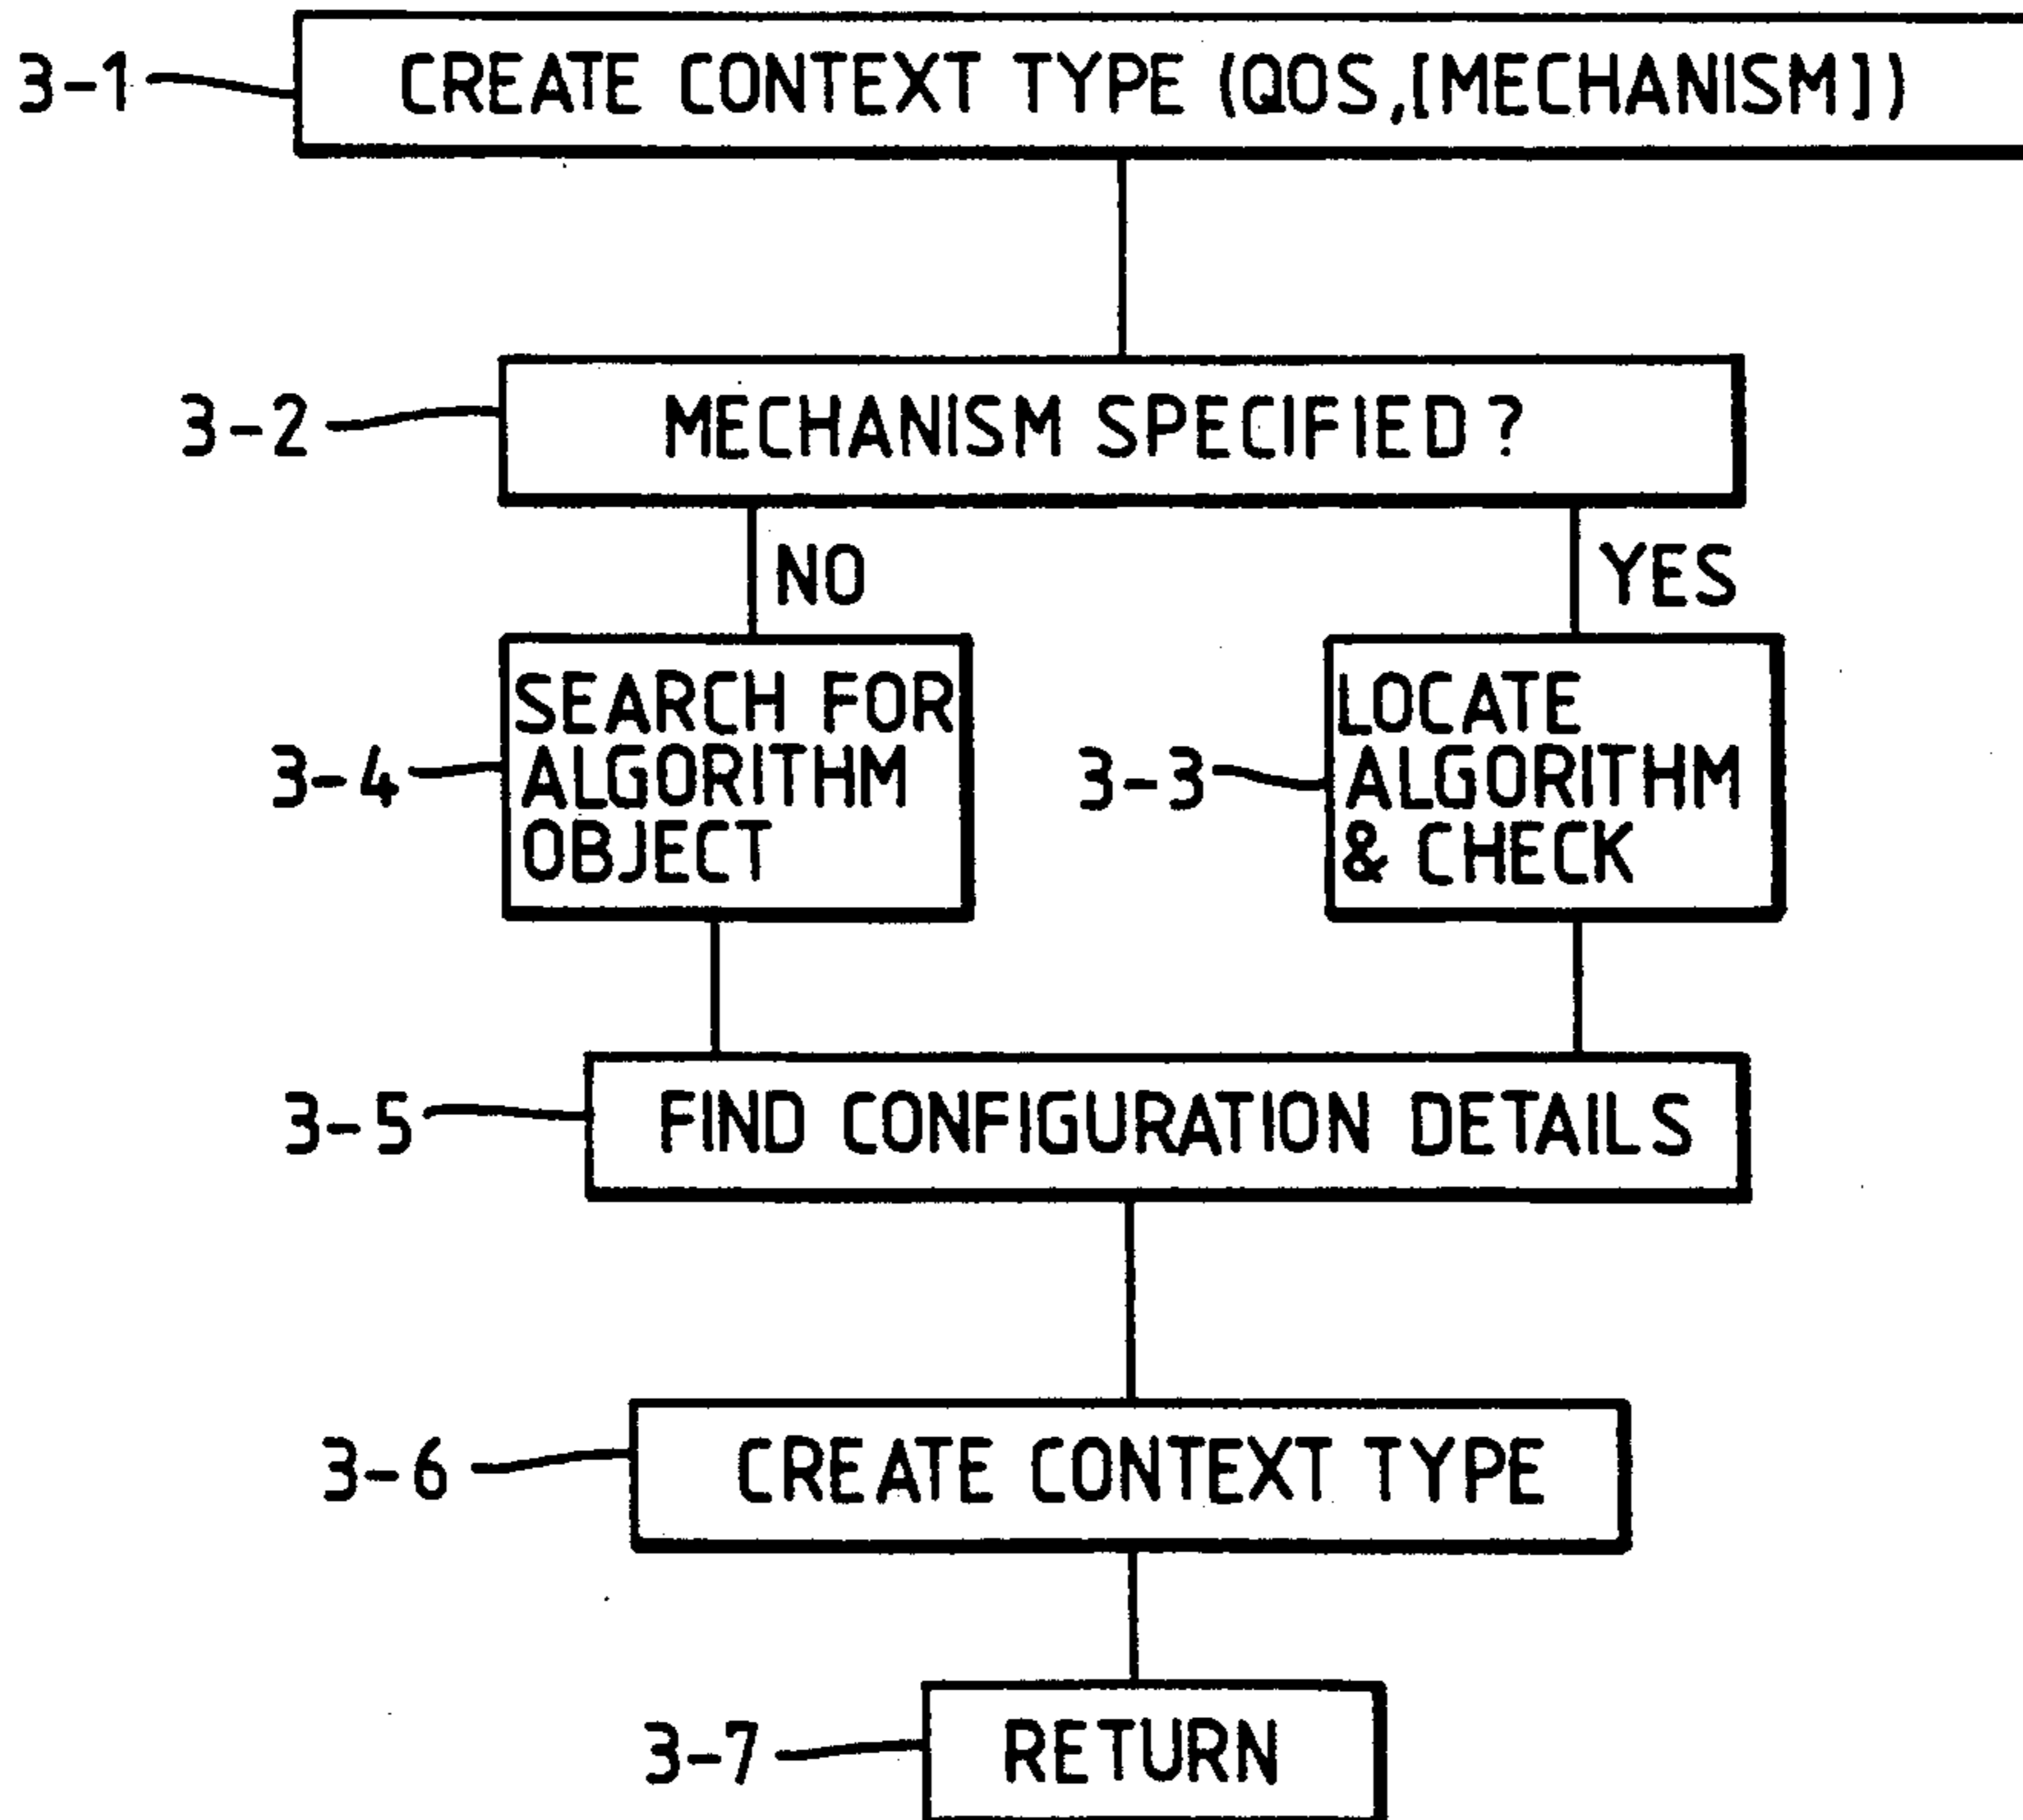 3-1 CREATE CONTEXT TYPE (QOS,[MECHANISM])
3-2 MECHANISM SPECIFIED?
NO
YES
3-4
SEARCH FOR
ALGORITHM
OBJECT
3-3
LOCATE
ALGORITHM
& CHECK
3-5 FIND CONFIGURATION DETAILS
3-6 CREATE CONTEXT TYPE
3-7 RETURN